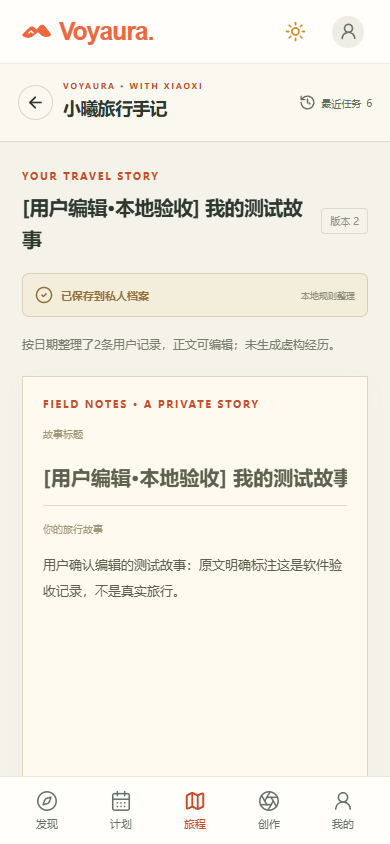 Voyaura.
VOYAURA • WITH XIAOXI
小曦旅行手记
最近任务 6
YOUR TRAVEL STORY
[用户编辑•本地验收] 我的测试故
事
版本 2
已保存到私人档案
本地规则整理
按日期整理了2条用户记录，正文可编辑；未生成虚构经历。
FIELD NOTES • A PRIVATE STORY
故事标题
[用户编辑•本地验收] 我的测试故事
你的旅行故事
用户确认编辑的测试故事：原文明确标注这是软件验
收记录，不是真实旅行。
发现
计划
旅程
创作
我的